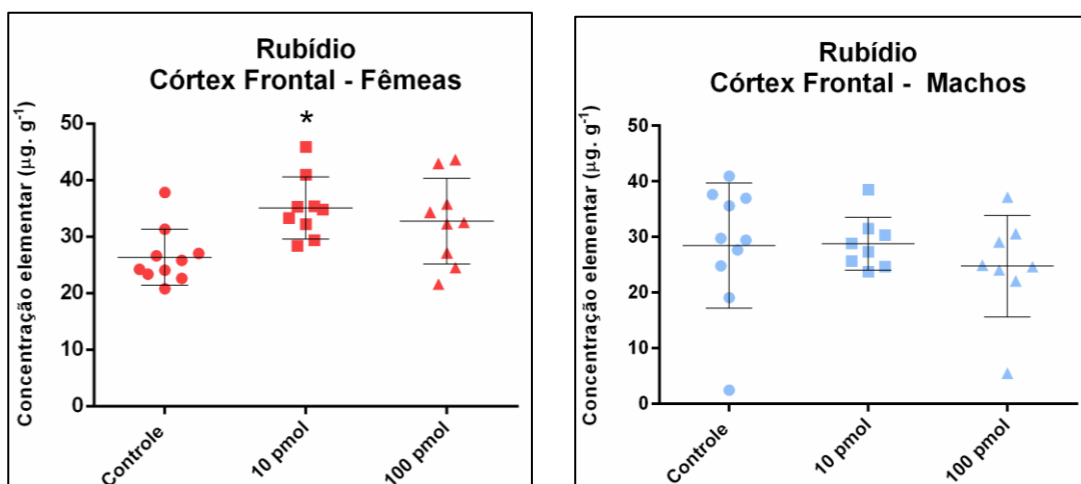 Rubídio
Córtex Frontal - Fêmeas
*
Concentração elementar (µg. g⁻¹)
50
40
30
20
10
0
Controle
10 pmol
100 pmol
Rubídio
Córtex Frontal - Machos
Concentração elementar (µg. g⁻¹)
50
40
30
20
10
0
Controle
10 pmol
100 pmol